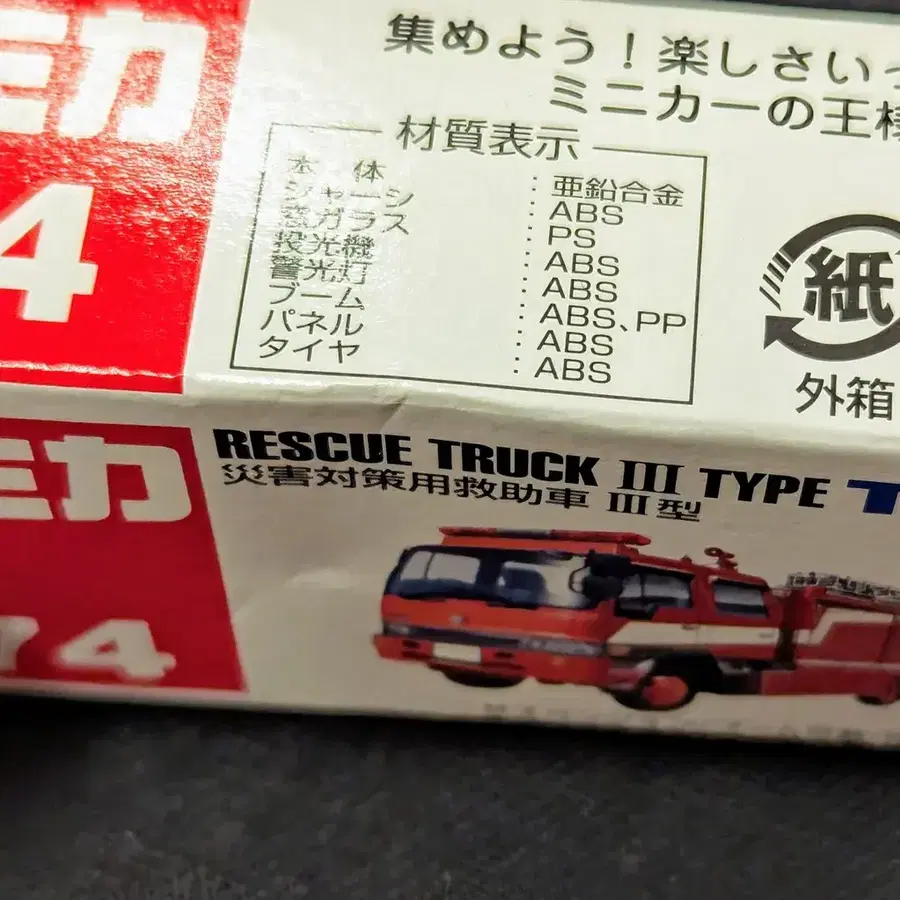 ミカ
4
集めよう！楽しさいっ
ミニカーの王様
材質表示
本体 : 亜鉛合金
シャーシ : ABS
窓ガラス : PS
投光機 : ABS
警光灯 : ABS
ブーム : ABS、PP
パネル : ABS
タイヤ : ABS
紙
外箱
ミカ
74
RESCUE TRUCK III TYPE T
災害対策用救助車 III型